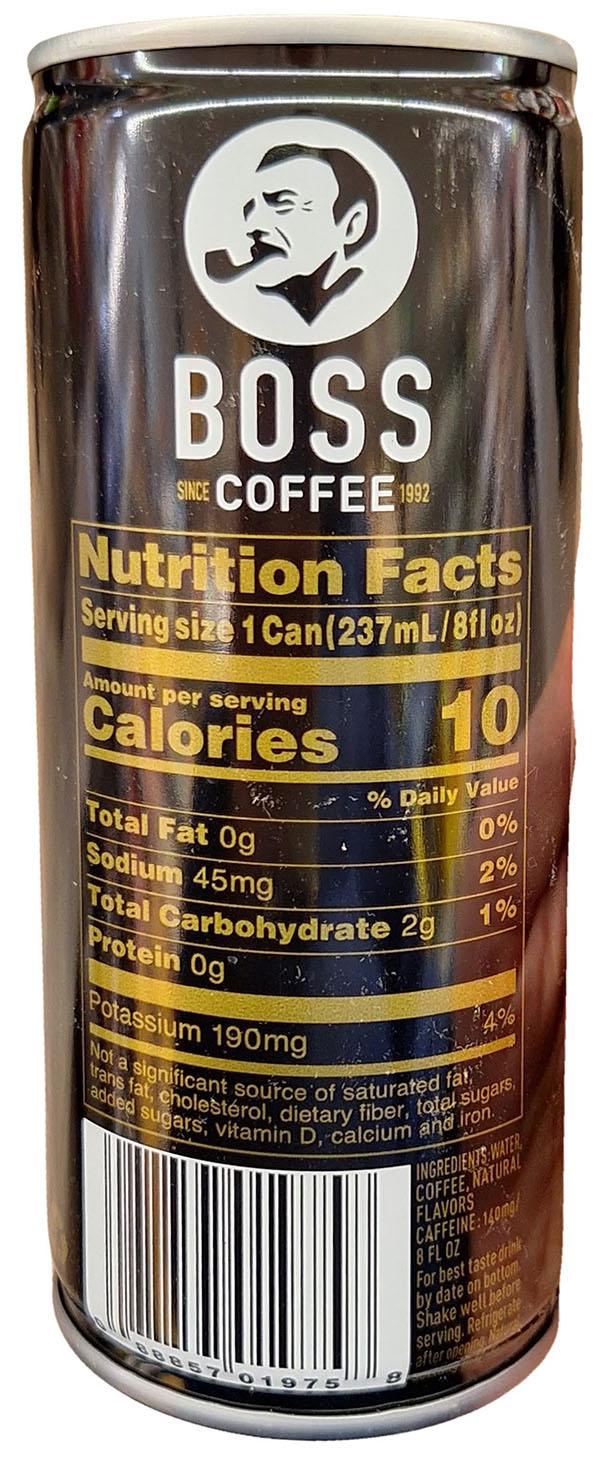 BOSS
SINCE COFFEE 1992
Nutrition Facts
Serving size 1 Can (237mL/8fl oz)
Amount per serving
Calories 10
% Daily Value
Total Fat 0g 0%
Sodium 45mg 2%
Total Carbohydrate 2g 1%
Protein 0g
Potassium 190mg 4%
Not a significant source of saturated fat,
trans fat, cholesterol, dietary fiber, total sugars,
added sugars, vitamin D, calcium and iron.
INGREDIENTS: WATER,
COFFEE, NATURAL
FLAVORS
CAFFEINE: 140mg/
8 FL OZ
For best taste drink
by date on bottom.
Shake well before
serving. Refrigerate
after opening.
88857 01975 8